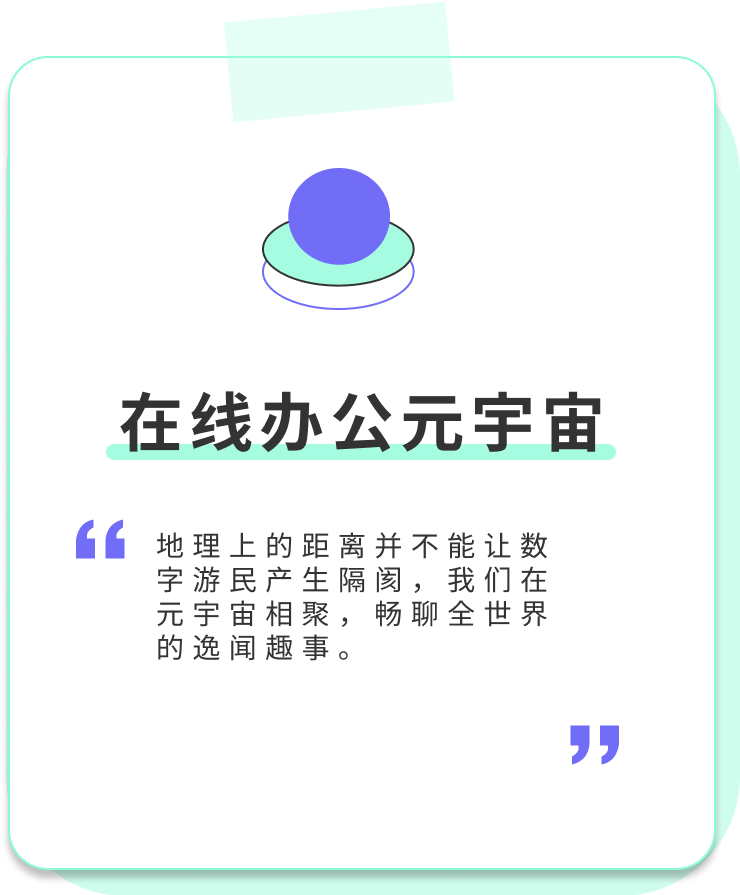 在线办公元宇宙
“地理上的距离并不能让数
字游民产生隔阂，我们在
元宇宙相聚，畅聊全世界
的逸闻趣事。
”